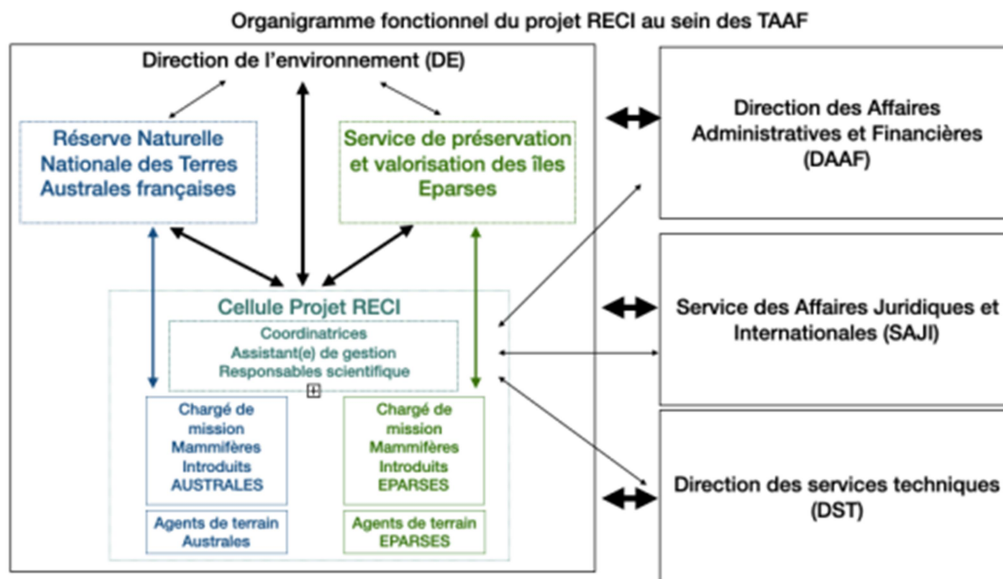 Organigramme fonctionnel du projet RECI au sein des TAAF
Direction de l'environnement (DE)
Réserve Naturelle
Nationale des Terres
Australes françaises
Service de préservation
et valorisation des îles
Eparses
Cellule Projet RECI
Coordinatrices
Assistant(e) de gestion
Responsables scientifique
Chargé de
mission
Mammifères
Introduits
AUSTRALES
Agents de terrain
Australes
Chargé de
mission
Mammifères
Introduits
EPARSES
Agents de terrain
EPARSES
Direction des Affaires
Administratives et Financières
(DAAF)
Service des Affaires Juridiques et
Internationales (SAJI)
Direction des services techniques
(DST)